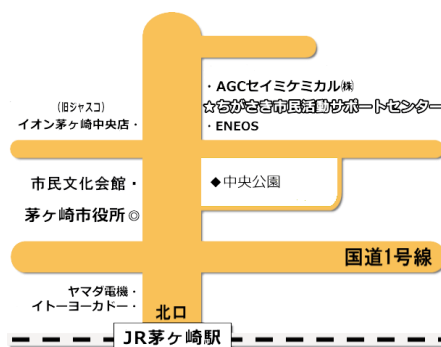 ・AGCセイミケミカル㈱
★ちがさき市民活動サポートセンター
・ENEOS
(旧ジャスコ)
イオン茅ヶ崎中央店・
市民文化会館・
◆中央公園
茅ヶ崎市役所◎
国道1号線
ヤマダ電機・
イトーヨーカドー・
北口
JR茅ヶ崎駅